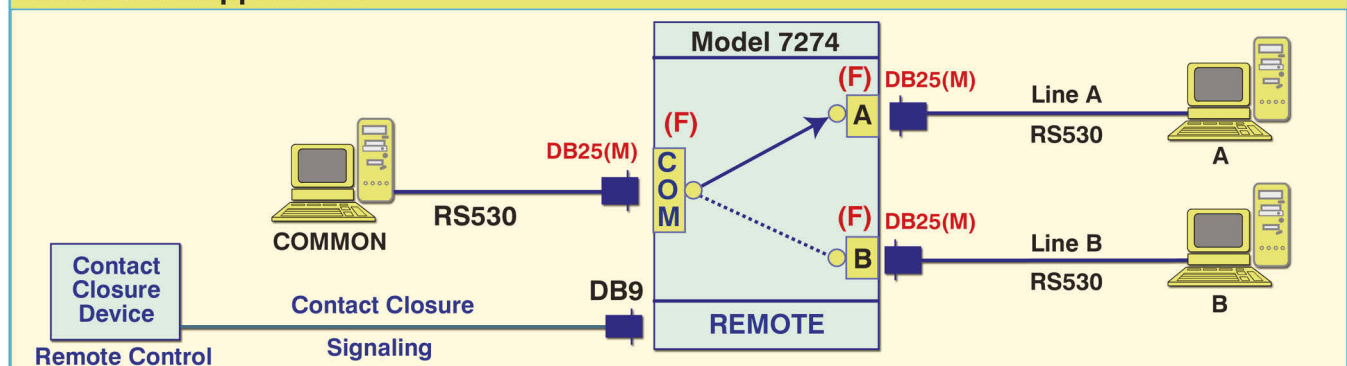 Model 7274
(F)
DB25(M)
Line A
RS530
A
A
(F)
DB25(M)
COM
RS530
COMMON
(F)
DB25(M)
Line B
RS530
B
B
Contact
Closure
Device
Remote Control
Contact Closure
Signaling
DB9
REMOTE